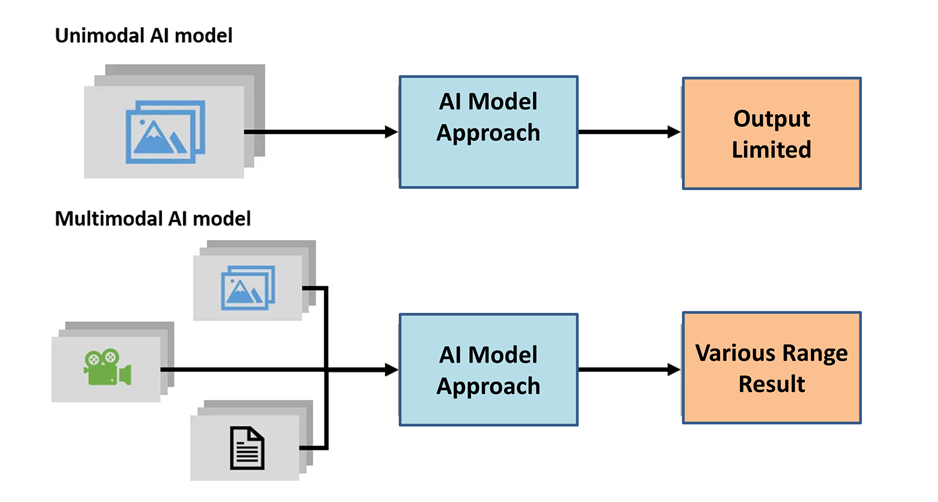 Unimodal AI model
AI Model
Approach
Output
Limited
Multimodal AI model
AI Model
Approach
Various Range
Result